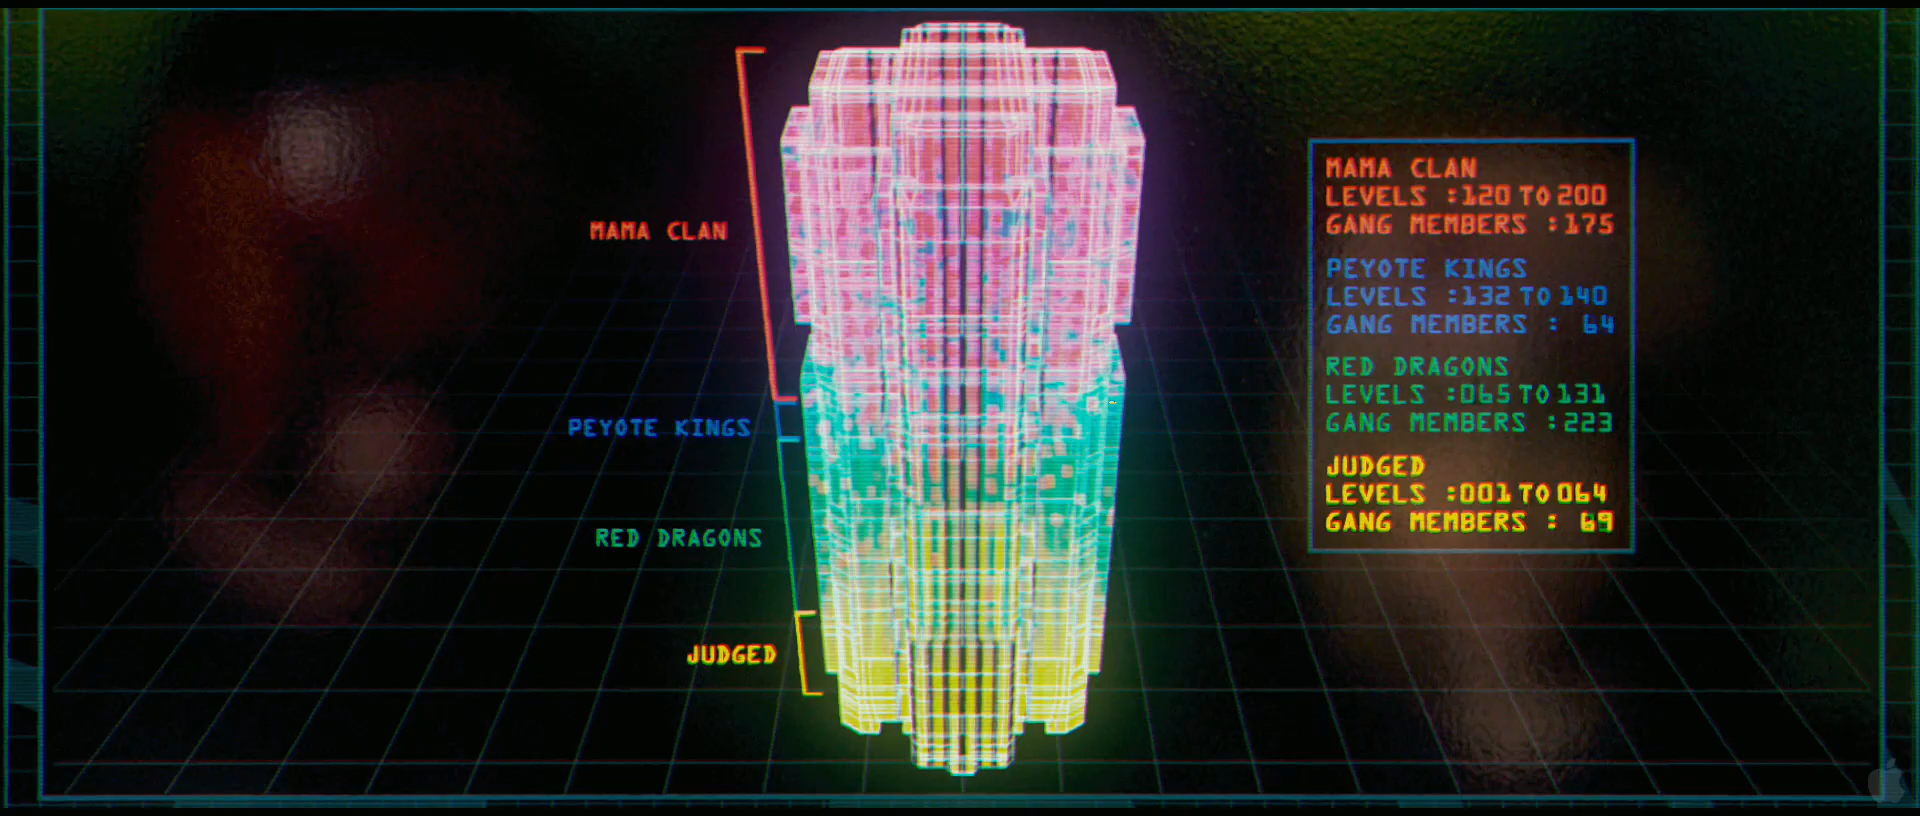 MAMA CLAN
PEYOTE KINGS
RED DRAGONS
JUDGED
MAMA CLAN
LEVELS :120 TO 200
GANG MEMBERS :175
PEYOTE KINGS
LEVELS :132 TO 140
GANG MEMBERS : 64
RED DRAGONS
LEVELS :065 TO 131
GANG MEMBERS :223
JUDGED
LEVELS :001 TO 064
GANG MEMBERS : 69